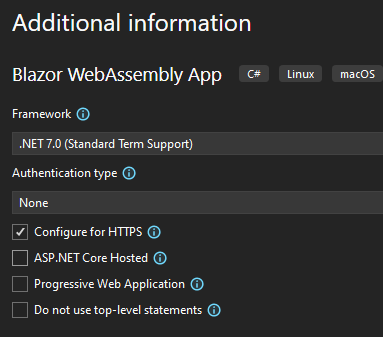 Additional information
Blazor WebAssembly App C# Linux macOS
Framework
.NET 7.0 (Standard Term Support)
Authentication type
None
Configure for HTTPS
ASP.NET Core Hosted
Progressive Web Application
Do not use top-level statements